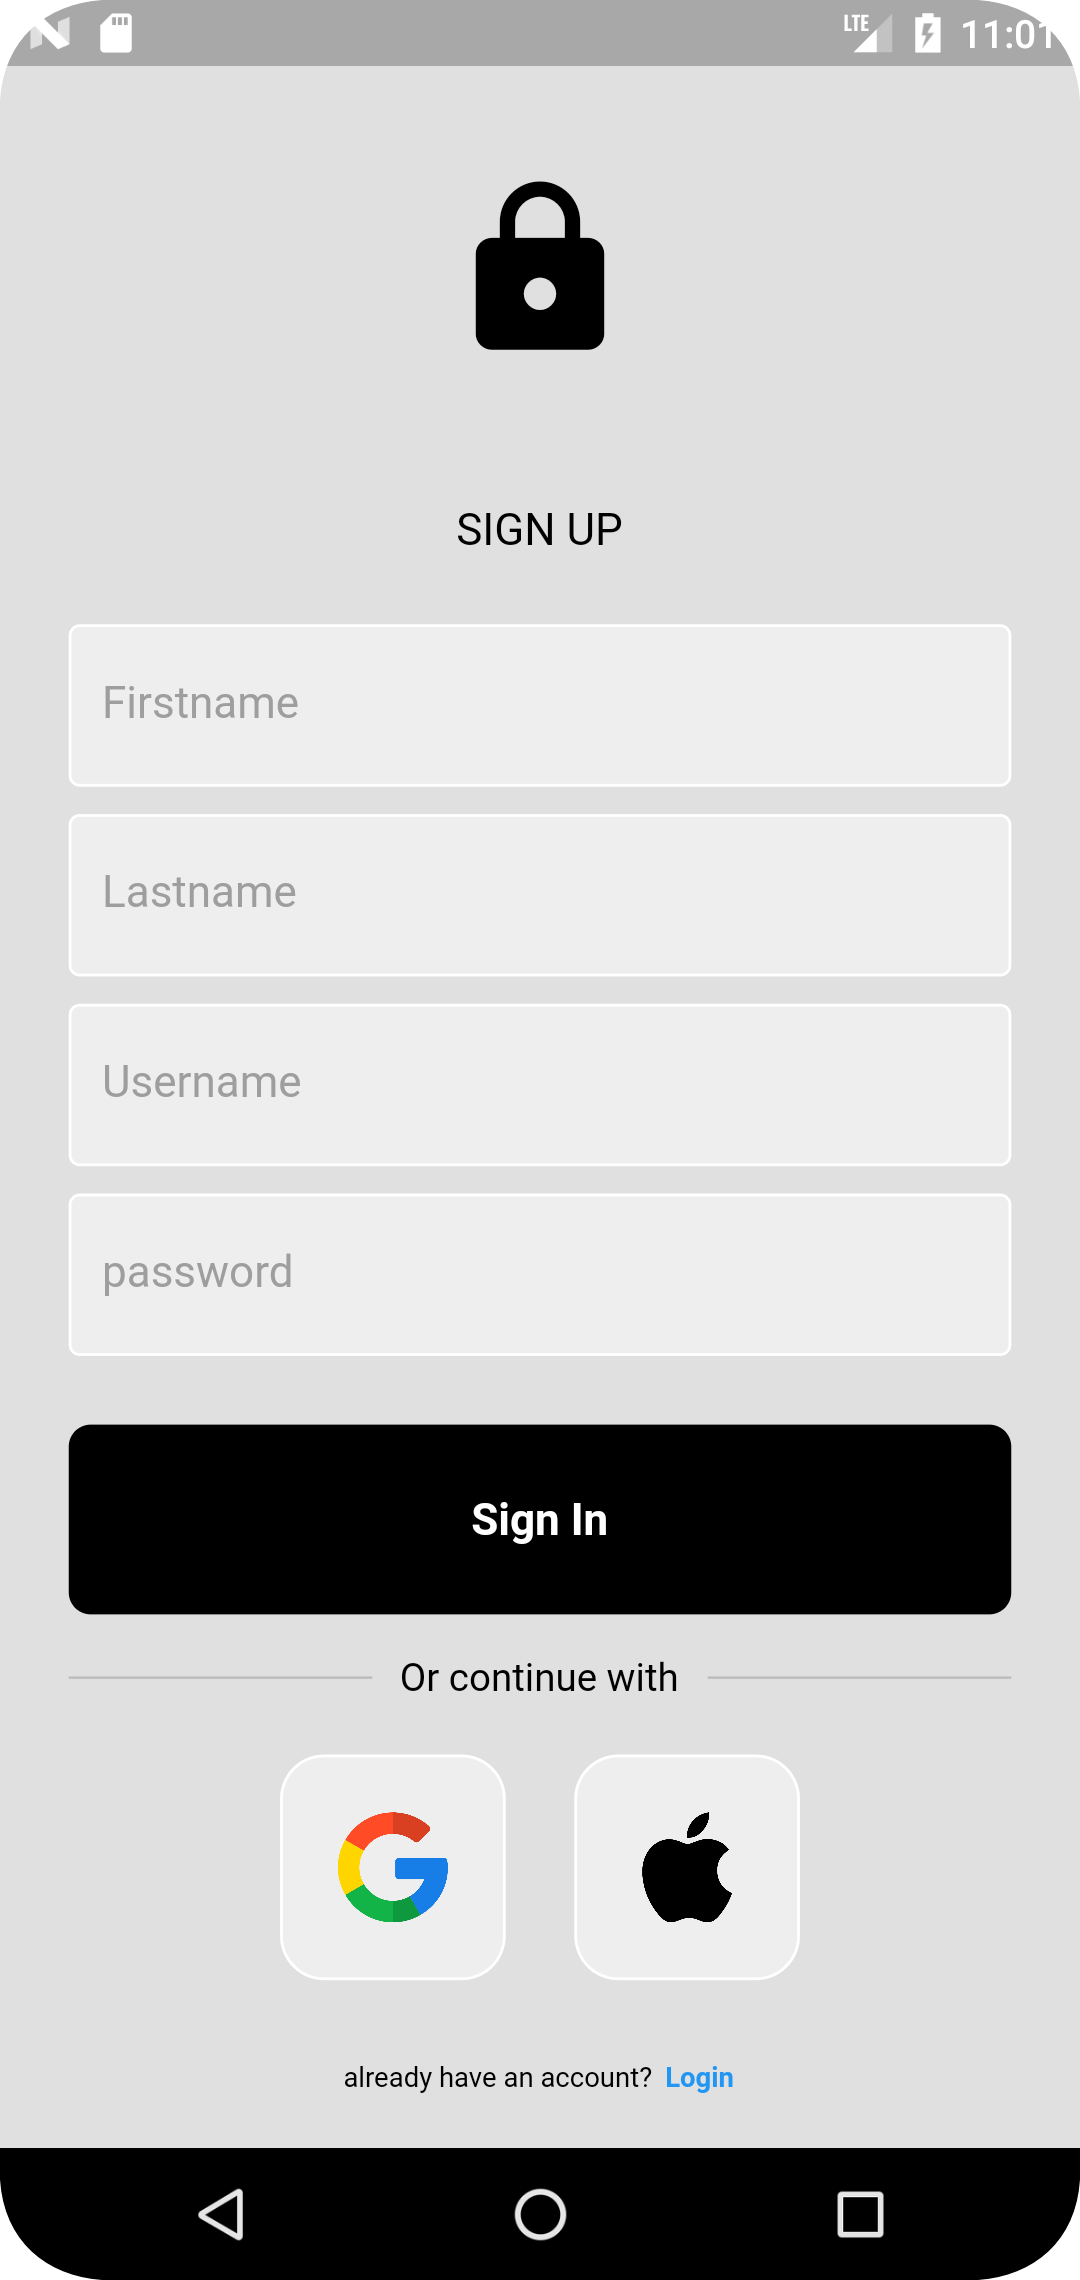 LTE 11:01
SIGN UP
Firstname
Lastname
Username
password
Sign In
Or continue with
already have an account? Login